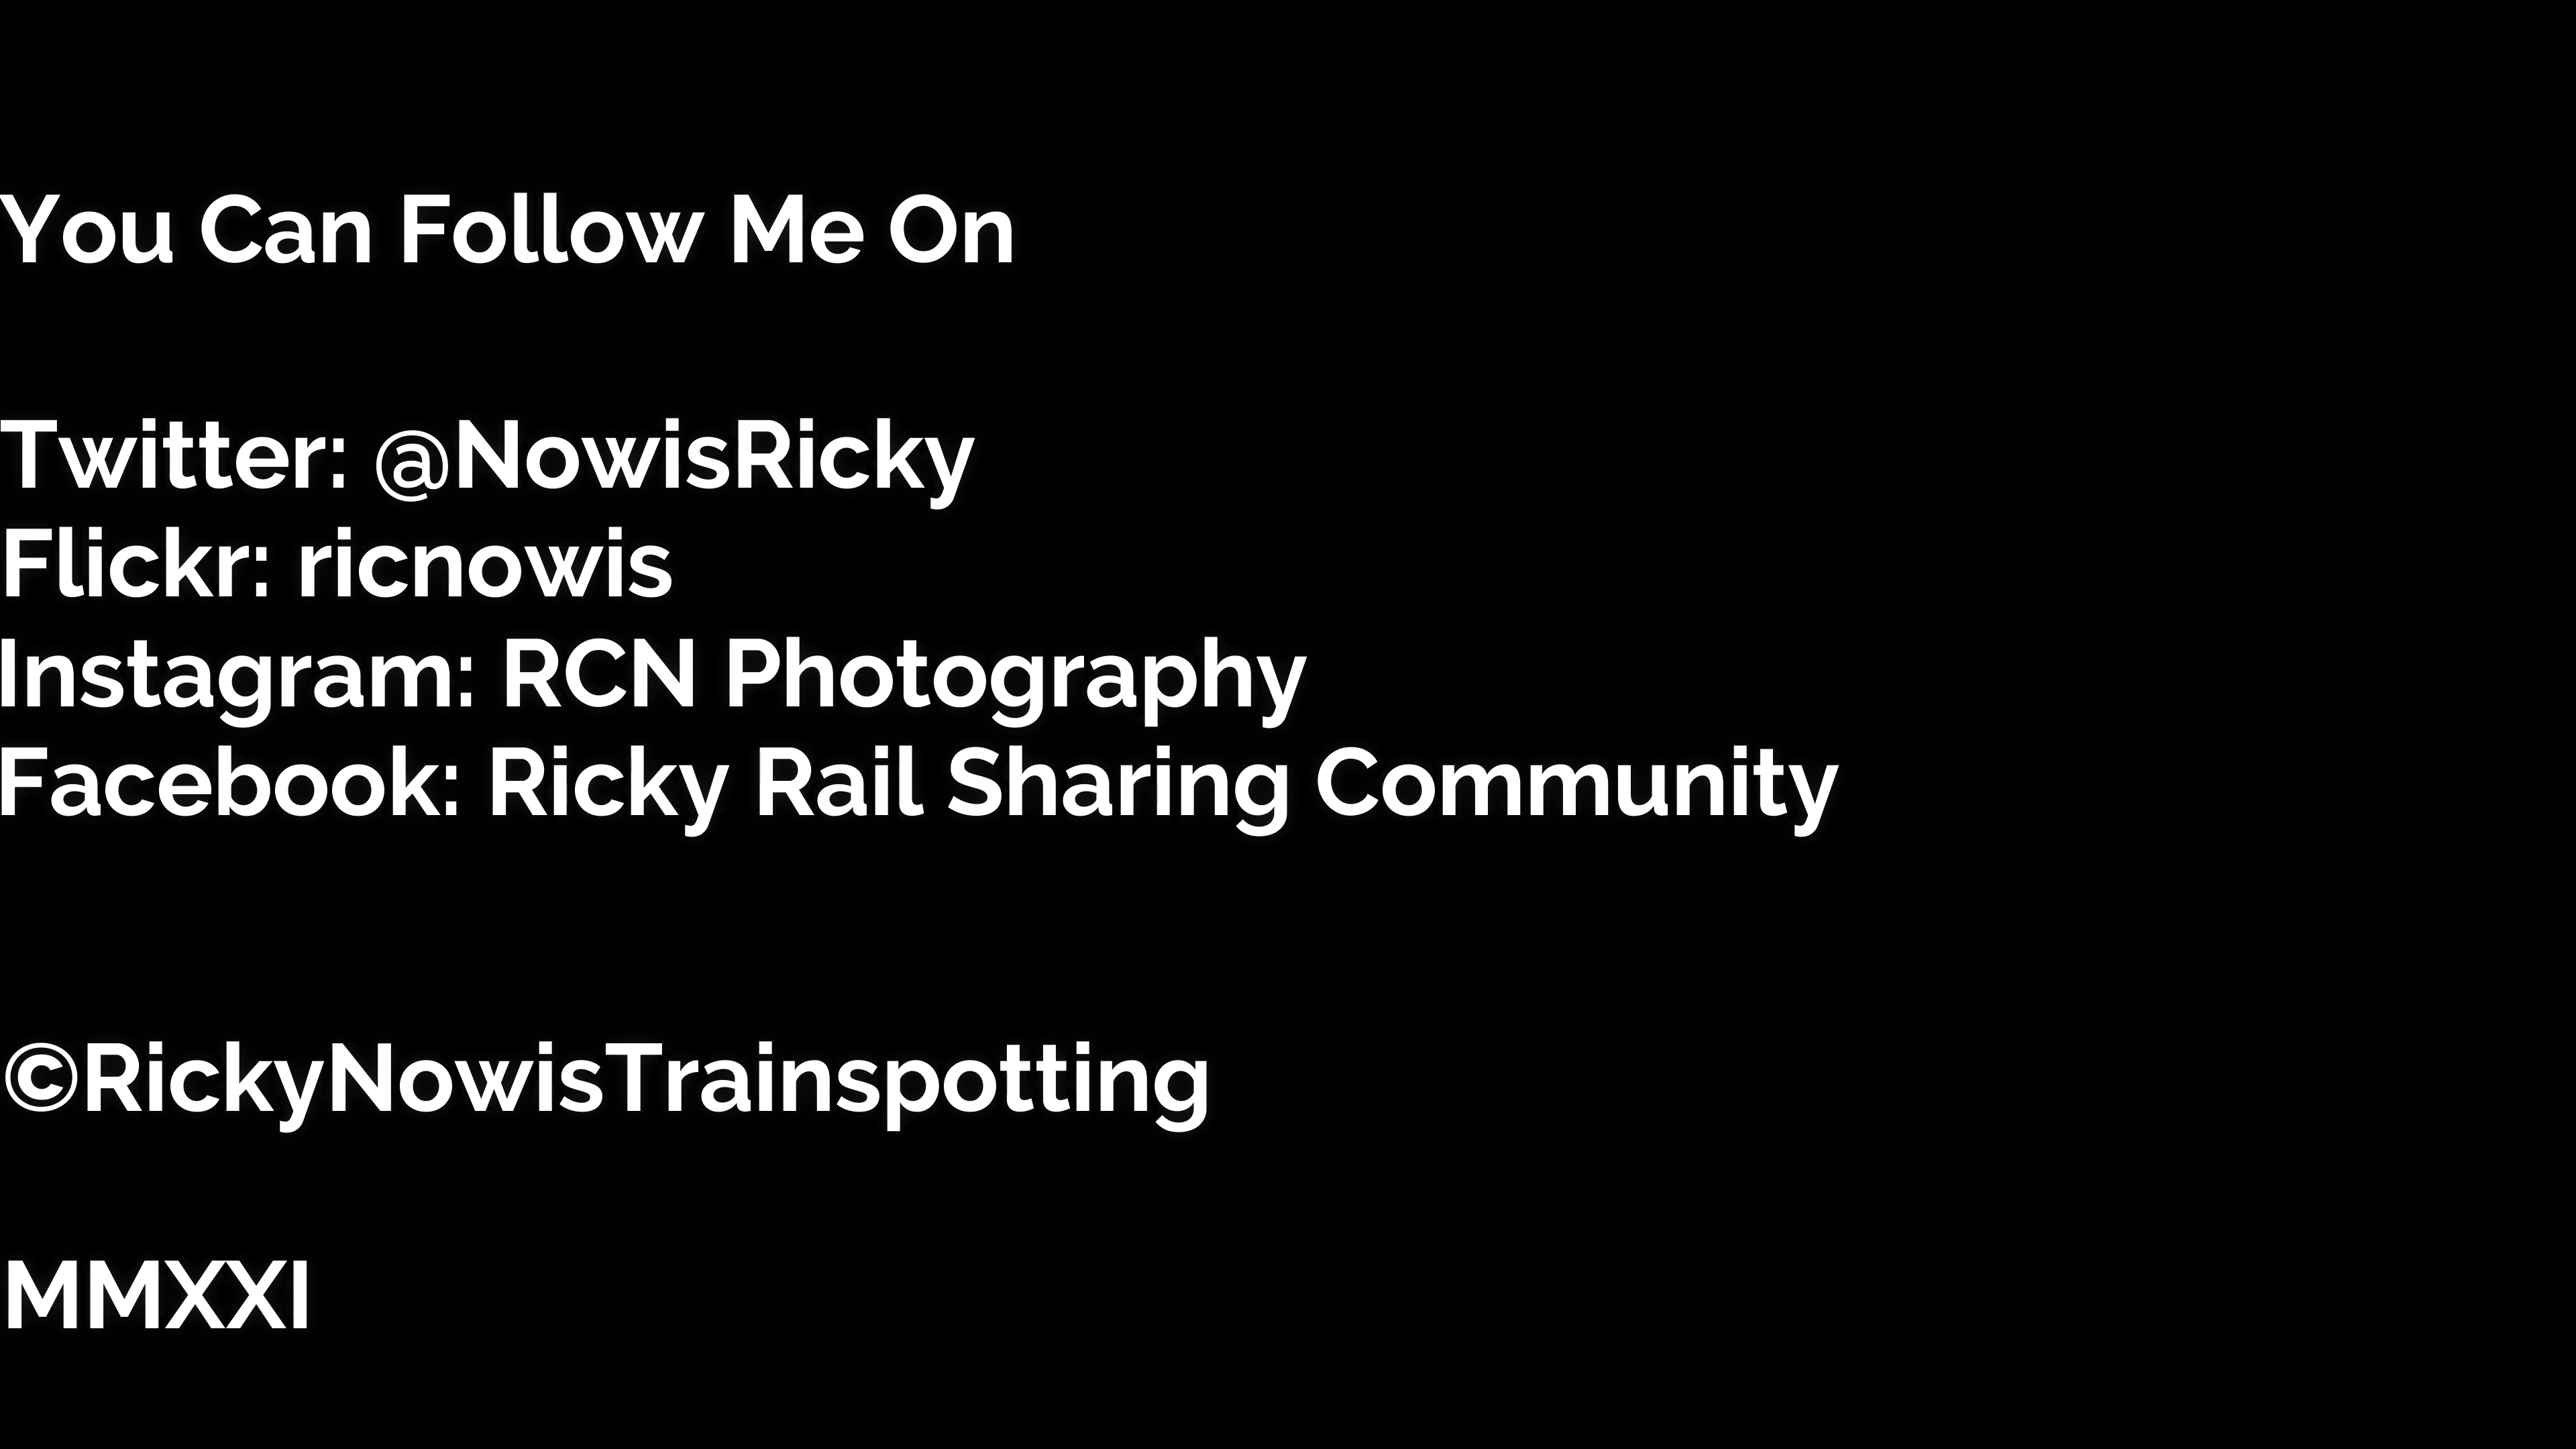 You Can Follow Me On
Twitter: @NowisRicky
Flickr: ricnowis
Instagram: RCN Photography
Facebook: Ricky Rail Sharing Community
©RickyNowisTrainspotting
MMXXI